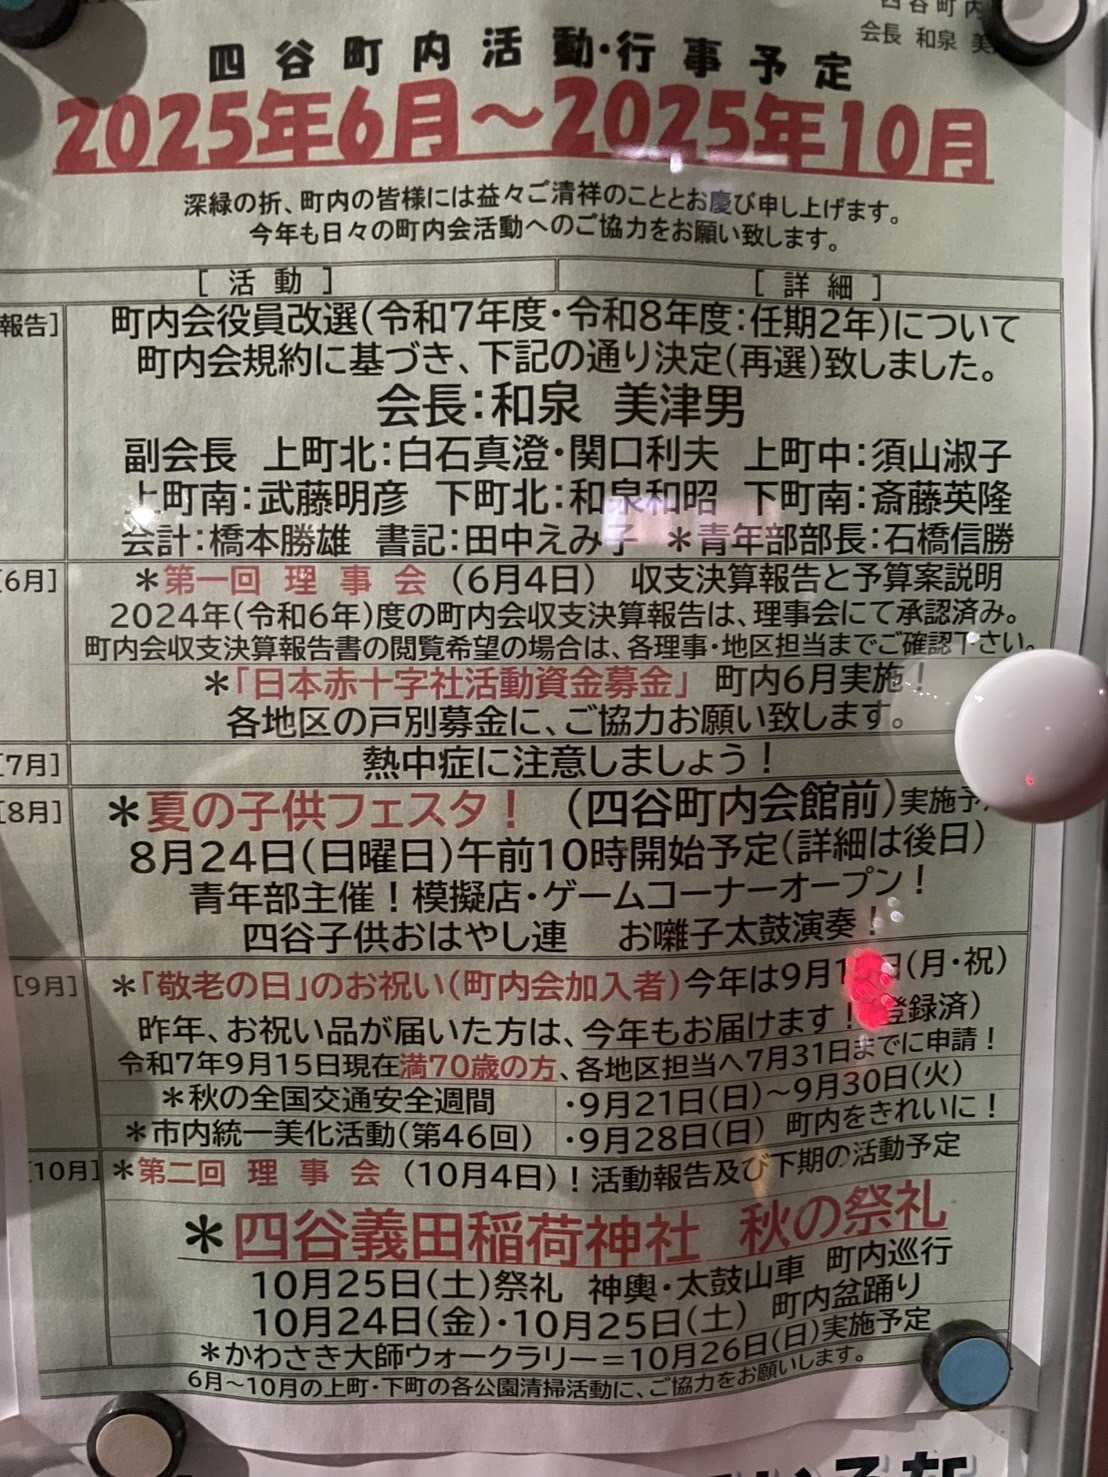 四谷町内
会長 和泉 美
四谷町内活動・行事予定
2025年6月～2025年10月
深緑の折、町内の皆様には益々ご清祥のこととお慶び申し上げます。
今年も日々の町内会活動へのご協力をお願い致します。
[ 活 動 ] [ 詳 細 ]
報告] 町内会役員改選(令和7年度・令和8年度:任期2年)について
町内会規約に基づき、下記の通り決定(再選)致しました。
会長:和泉 美津男
副会長 上町北:白石真澄・関口利夫 上町中:須山淑子
上町南:武藤明彦 下町北:和泉和昭 下町南:斎藤英隆
会計:橋本勝雄 書記:田中えみ子 *青年部部長:石橋信勝
[6月] *第一回 理 事 会 (6月4日) 収支決算報告と予算案説明
2024年(令和6年)度の町内会収支決算報告は、理事会にて承認済み。
町内会収支決算報告書の閲覧希望の場合は、各理事・地区担当までご確認下さい。
*「日本赤十字社活動資金募金」 町内6月実施!
各地区の戸別募金に、ご協力お願い致します。
[7月] 熱中症に注意しましょう!
[8月] *夏の子供フェスタ! (四谷町内会館前)実施予
8月24日(日曜日)午前10時開始予定(詳細は後日)
青年部主催!模擬店・ゲームコーナーオープン!
四谷子供おはやし連 お囃子太鼓演奏!
[9月] *「敬老の日」のお祝い(町内会加入者)今年は9月1 日(月・祝)
昨年、お祝い品が届いた方は、今年もお届けます! 登録済)
令和7年9月15日現在満70歳の方、各地区担当へ7月31日までに申請!
*秋の全国交通安全週間 ・9月21日(日)～9月30日(火)
*市内統一美化活動(第46回) ・9月28日(日) 町内をきれいに!
[10月] *第二回 理 事 会 (10月4日)!活動報告及び下期の活動予定
*四谷義田稲荷神社 秋の祭礼
10月25日(土)祭礼 神輿・太鼓山車 町内巡行
10月24日(金)・10月25日(土) 町内盆踊り
*かわさき大師ウォークラリー=10月26日(日)実施予定
6月～10月の上町・下町の各公園清掃活動に、ご協力をお願いします。